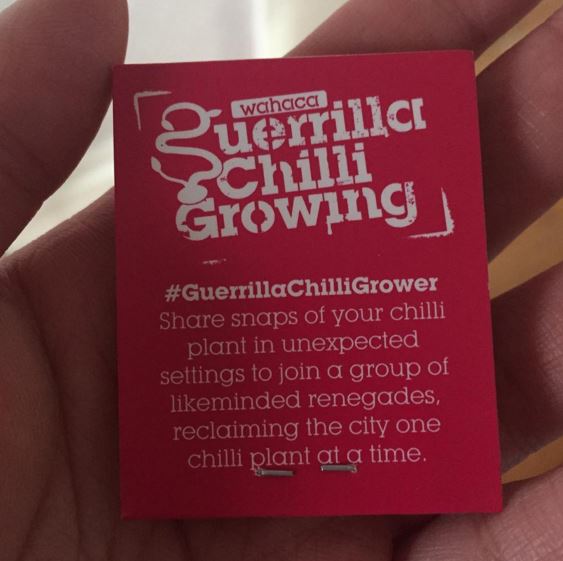 wahaca
Guerrilla
Chilli
Growing
#GuerrillaChilliGrower
Share snaps of your chilli
plant in unexpected
settings to join a group of
likeminded renegades,
reclaiming the city one
chilli plant at a time.